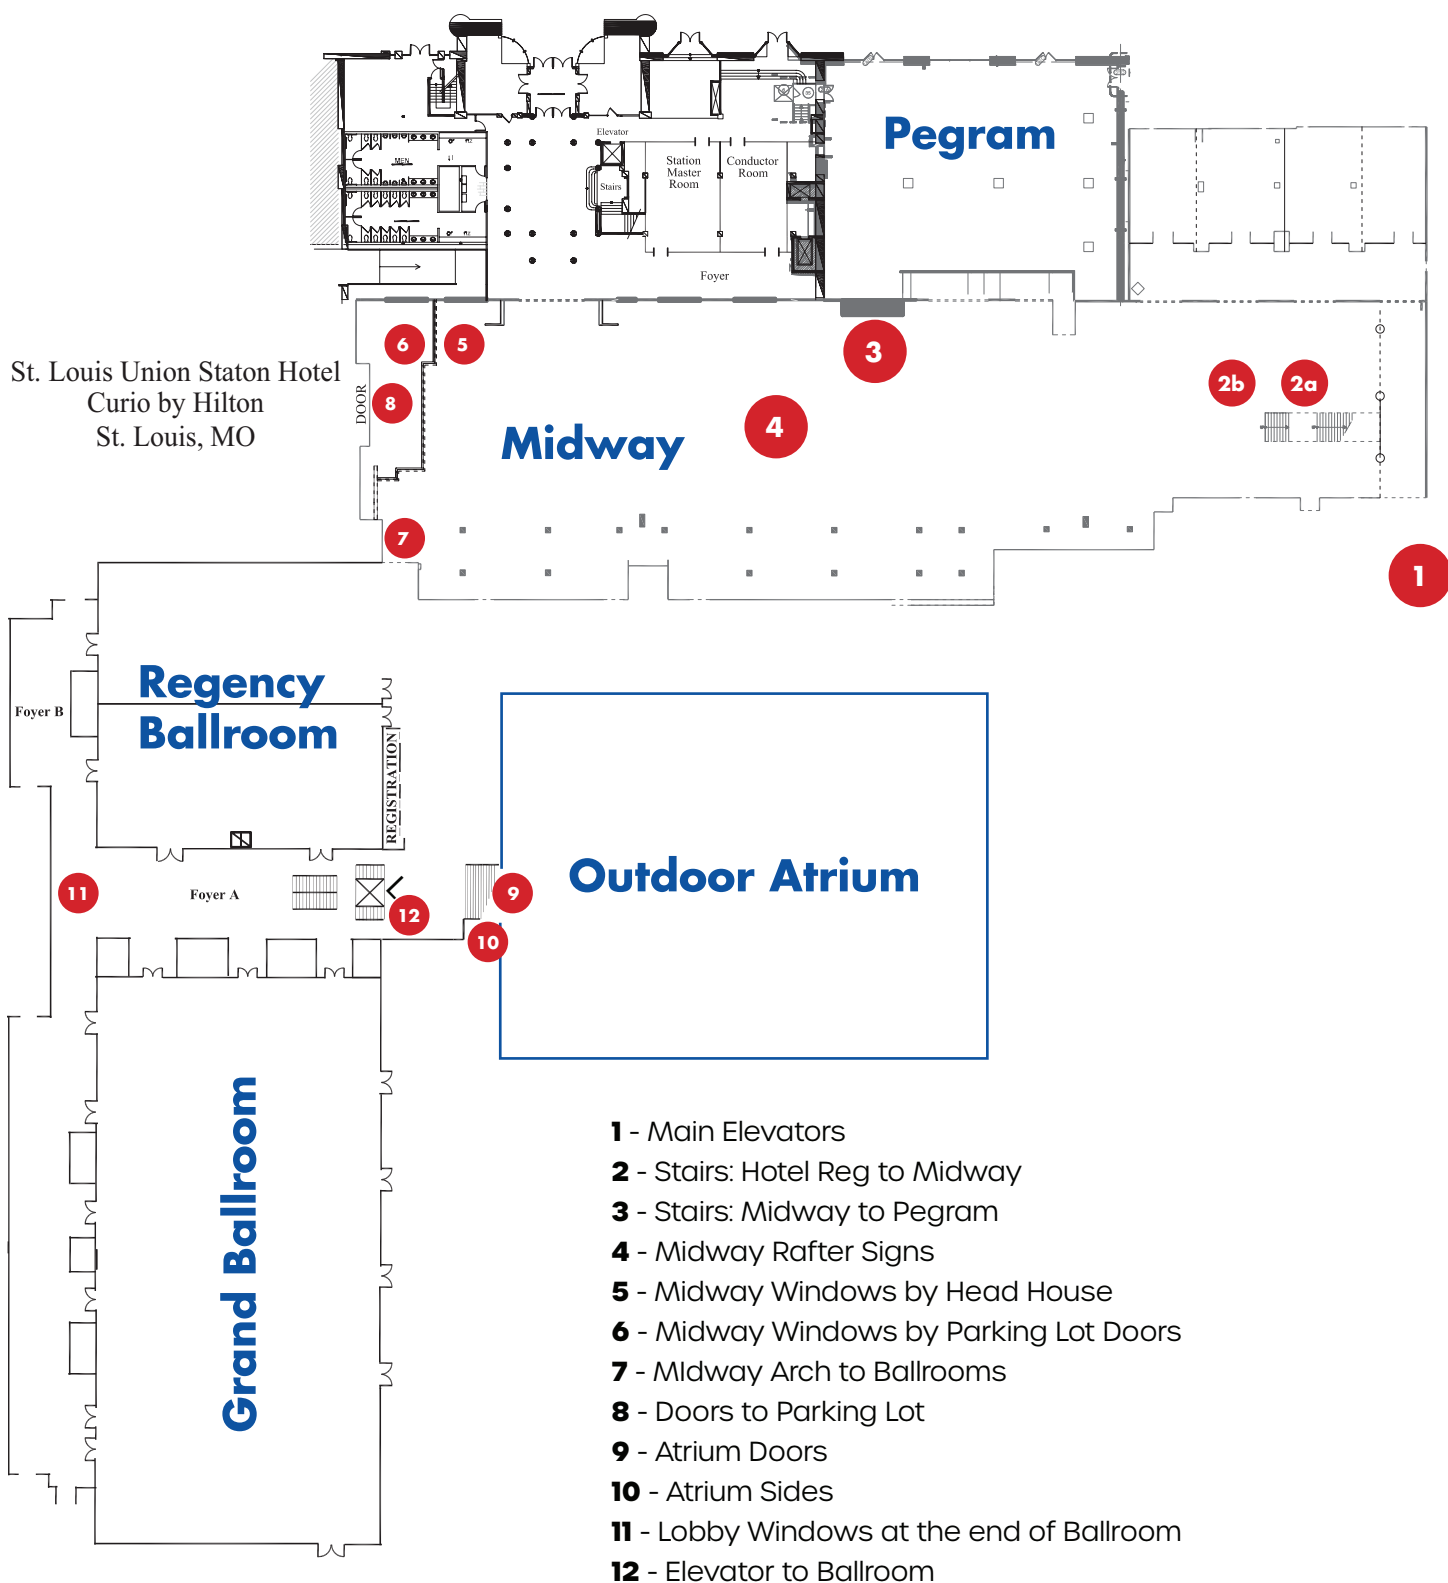 Elevator
Stairs
Station
Master
Room
Conductor
Room
Foyer
MEN
Pegram
St. Louis Union Staton Hotel
Curio by Hilton
St. Louis, MO
DOOR
6
5
8
7
3
4
2b
2a
1
Midway
Regency
Ballroom
Foyer B
REGISTRATION
Foyer A
11
12
9
10
Outdoor Atrium
Grand Ballroom
1 - Main Elevators
2 - Stairs: Hotel Reg to Midway
3 - Stairs: Midway to Pegram
4 - Midway Rafter Signs
5 - Midway Windows by Head House
6 - Midway Windows by Parking Lot Doors
7 - MIdway Arch to Ballrooms
8 - Doors to Parking Lot
9 - Atrium Doors
10 - Atrium Sides
11 - Lobby Windows at the end of Ballroom
12 - Elevator to Ballroom